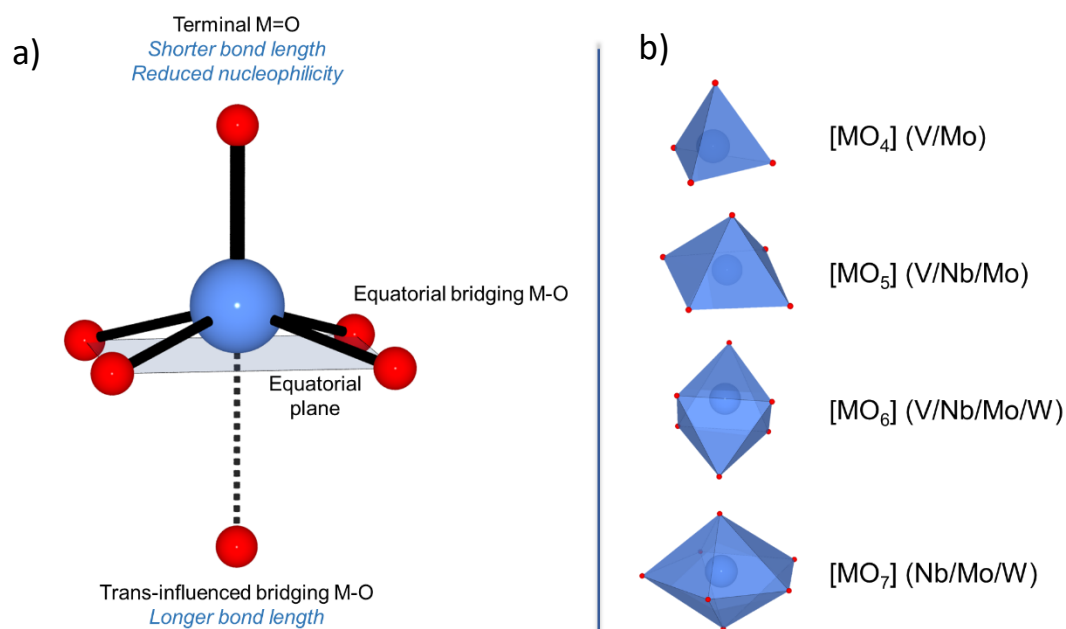 a)
Terminal M=O
Shorter bond length
Reduced nucleophilicity
Equatorial bridging M-O
Equatorial
plane
Trans-influenced bridging M-O
Longer bond length
b)
[MO₄] (V/Mo)
[MO₅] (V/Nb/Mo)
[MO₆] (V/Nb/Mo/W)
[MO₇] (Nb/Mo/W)